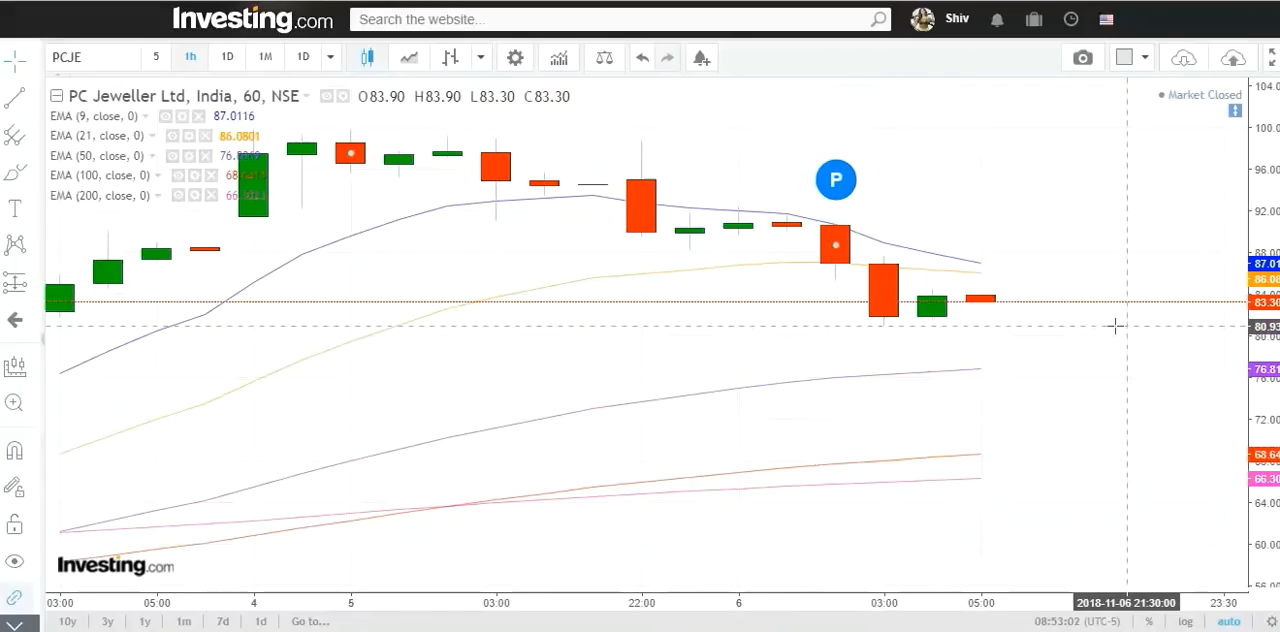 Investing.com Search the website... Shiv
PCJE 5 1h 1D 1M 1D
PC Jeweller Ltd, India, 60, NSE O83.90 H83.90 L83.30 C83.30
Market Closed
EMA (9, close, 0) 87.0116
EMA (21, close, 0) 86.0801
EMA (50, close, 0)
EMA (100, close, 0)
EMA (200, close, 0)
P
104.0
100.0
96.00
92.00
88.00
87.01
86.08
83.30
80.93
80.00
76.81
76.00
72.00
68.64
66.30
64.00
60.00
56.00
Investing.com
03:00 05:00 4 5 03:00 22:00 6 03:00 05:00 2018-11-06 21:30:00 23:30
10y 3y 1y 1m 7d 1d Go to... 08:53:02 (UTC-5) % log auto